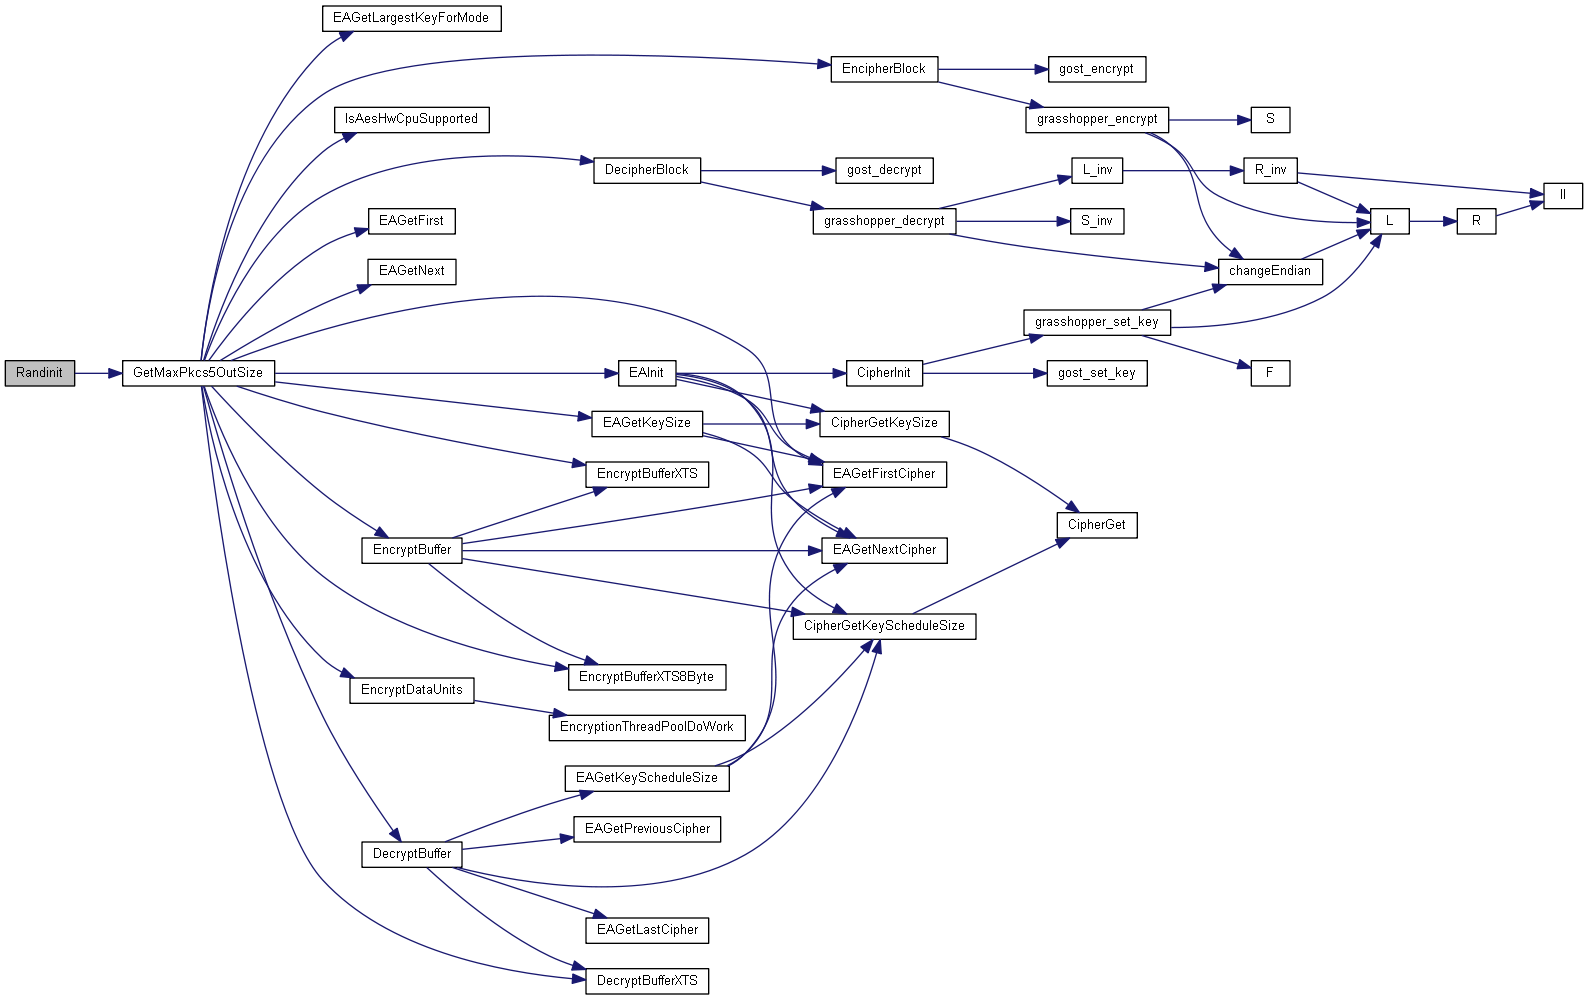 EAGetLargestKeyForMode
EncipherBlock
gost_encrypt
IsAesHwCpuSupported
grasshopper_encrypt
S
DecipherBlock
gost_decrypt
L_inv
R_inv
ll
EAGetFirst
grasshopper_decrypt
S_inv
L
R
EAGetNext
changeEndian
grasshopper_set_key
Randinit
GetMaxPkcs5OutSize
EAInit
CipherInit
gost_set_key
F
EAGetKeySize
CipherGetKeySize
EncryptBufferXTS
EAGetFirstCipher
CipherGet
EncryptBuffer
EAGetNextCipher
CipherGetKeyScheduleSize
EncryptBufferXTS8Byte
EncryptDataUnits
EncryptionThreadPoolDoWork
EAGetKeyScheduleSize
EAGetPreviousCipher
DecryptBuffer
EAGetLastCipher
DecryptBufferXTS